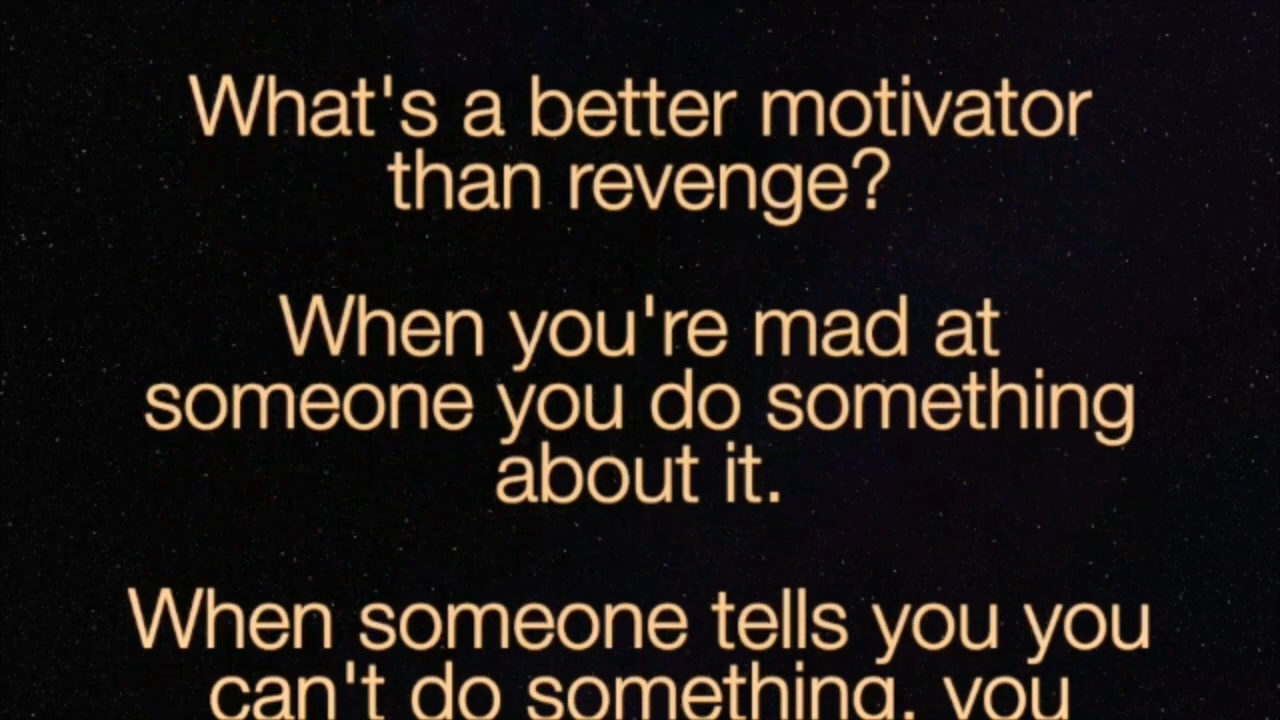 What's a better motivator
than revenge?
When you're mad at
someone you do something
about it.
When someone tells you you
can't do something, you